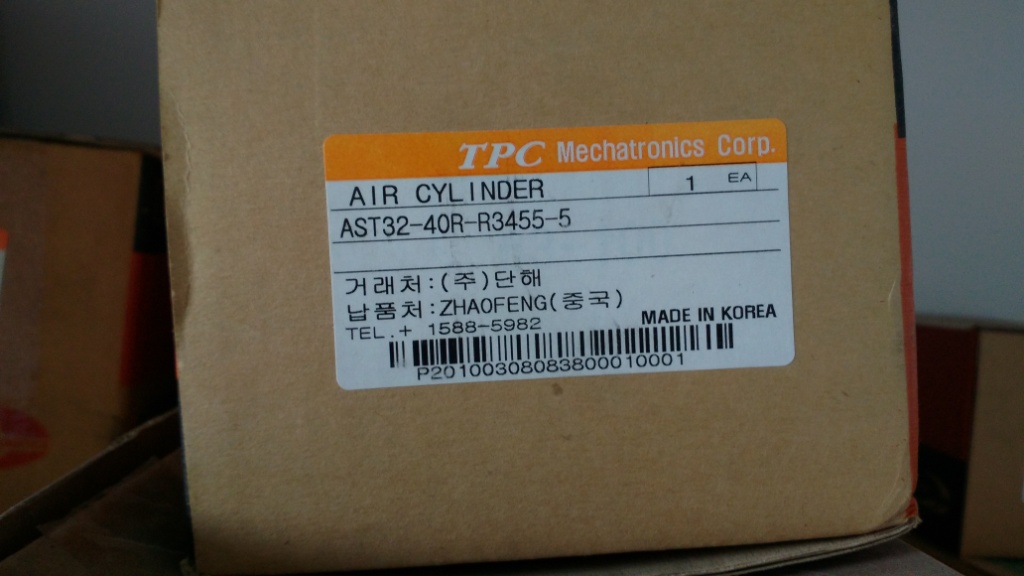 TPC Mechatronics Corp.
AIR CYLINDER 1 EA
AST32-40R-R3455-5
거래처:(주)단해
납품처:ZHAOFENG(중국)
TEL.+ 1588-5982 MADE IN KOREA
P20100308083800010001